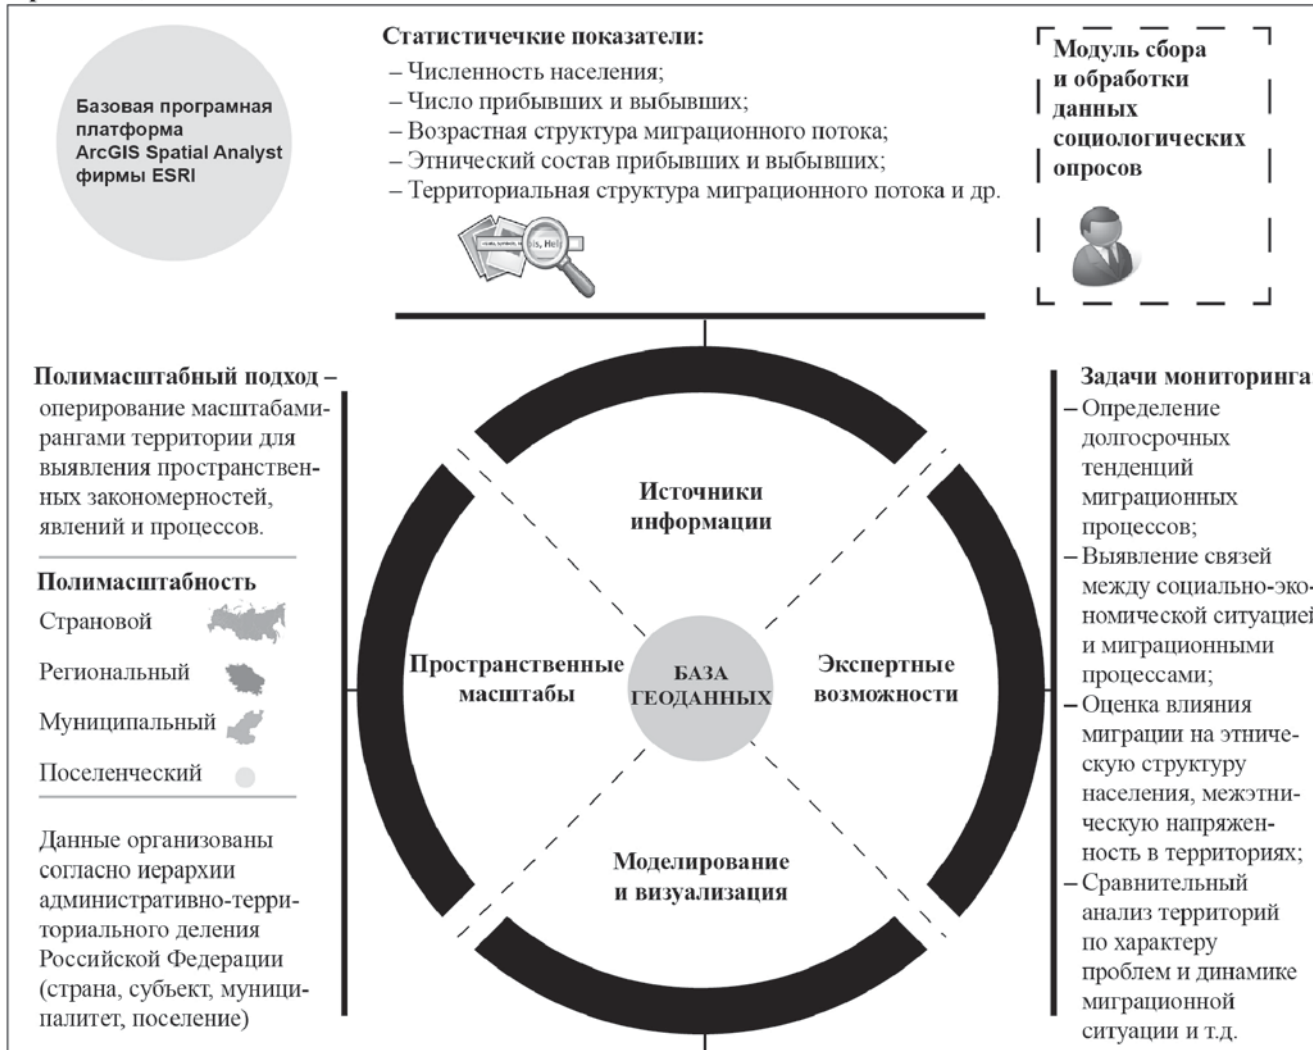 Базовая програмная
платформа
ArcGIS Spatial Analyst
фирмы ESRI
Статистичечкие показатели:
– Численность населения;
– Число прибывших и выбывших;
– Возрастная структура миграционного потока;
– Этнический состав прибывших и выбывших;
– Территориальная структура миграционного потока и др.
Модуль сбора
и обработки
данных
социологических
опросов
Полимасштабный подход –
оперирование масштабами-
рангами территории для
выявления пространствен-
ных закономерностей,
явлений и процессов.
Полимасштабность
Страновой
Региональный
Муниципальный
Поселенческий
Данные организованы
согласно иерархии
административно-терри-
ториального деления
Российской Федерации
(страна, субъект, муници-
палитет, поселение)
Источники
информации
Пространственные
масштабы
БАЗА
ГЕОДАННЫХ
Экспертные
возможности
Моделирование
и визуализация
Задачи мониторинга:
– Определение
долгосрочных
тенденций
миграционных
процессов;
– Выявление связей
между социально-эко-
номической ситуацией
и миграционными
процессами;
– Оценка влияния
миграции на этниче-
скую структуру
населения, межэтни-
ческую напряжен-
ность в территориях;
– Сравнительный
анализ территорий
по характеру
проблем и динамике
миграционной
ситуации и т.д.